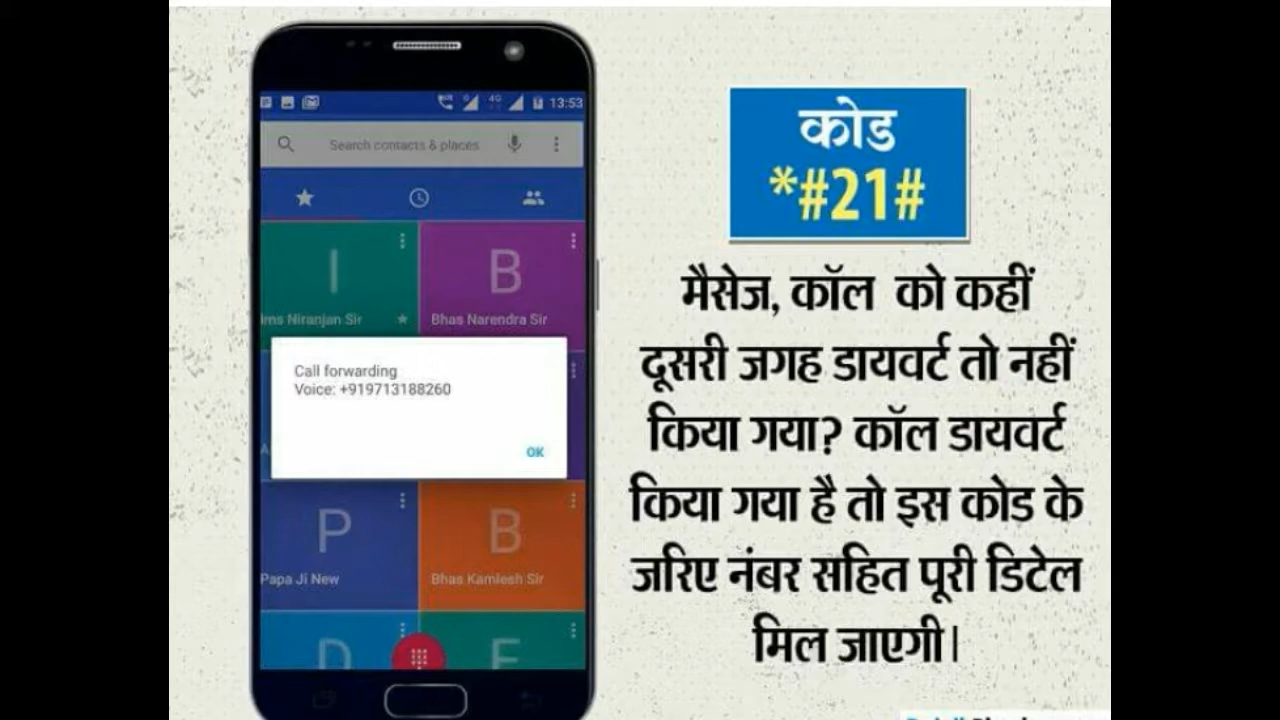 13:53
Search contacts & places
I
B
ims Niranjan Sir
Bhas Narendra Sir
Call forwarding
Voice: +919713188260
OK
P
B
Papa Ji New
Bhas Kamlesh Sir
कोड
*#21#
मैसेज, कॉल को कहीं
दूसरी जगह डायवर्ट तो नहीं
किया गया? कॉल डायवर्ट
किया गया है तो इस कोड के
जरिए नंबर सहित पूरी डिटेल
मिल जाएगी।